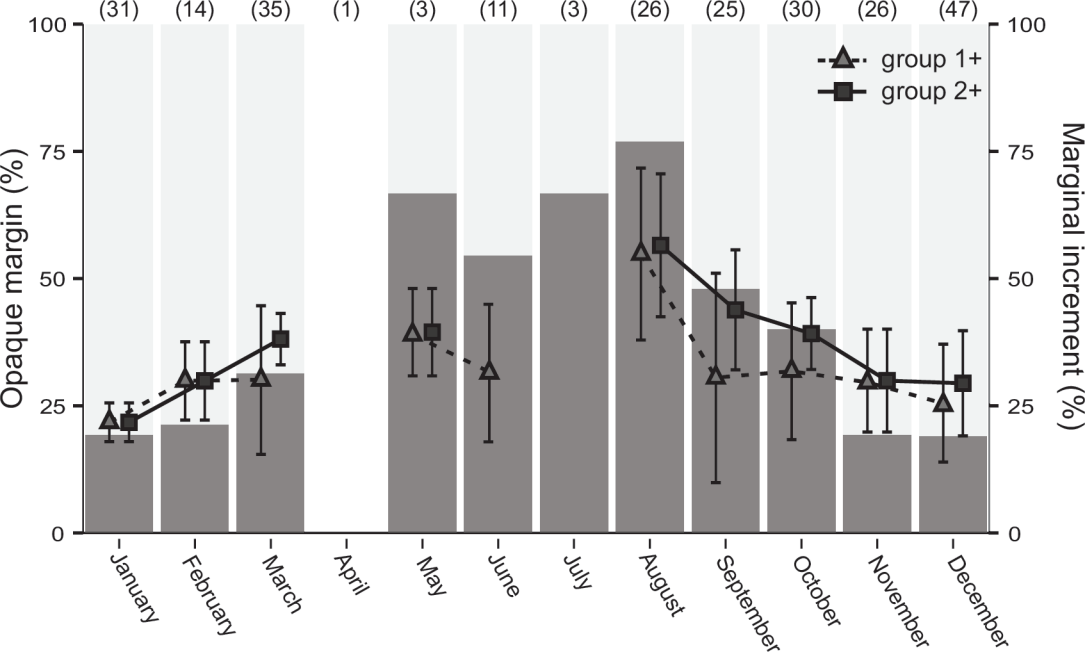 (31) (14) (35) (1) (3) (11) (3) (26) (25) (30) (26) (47)
100 100
group 1+
group 2+
75 75
50 50
25 25
0 0
Opaque margin (%)
Marginal increment (%)
January February March April May June July August September October November December